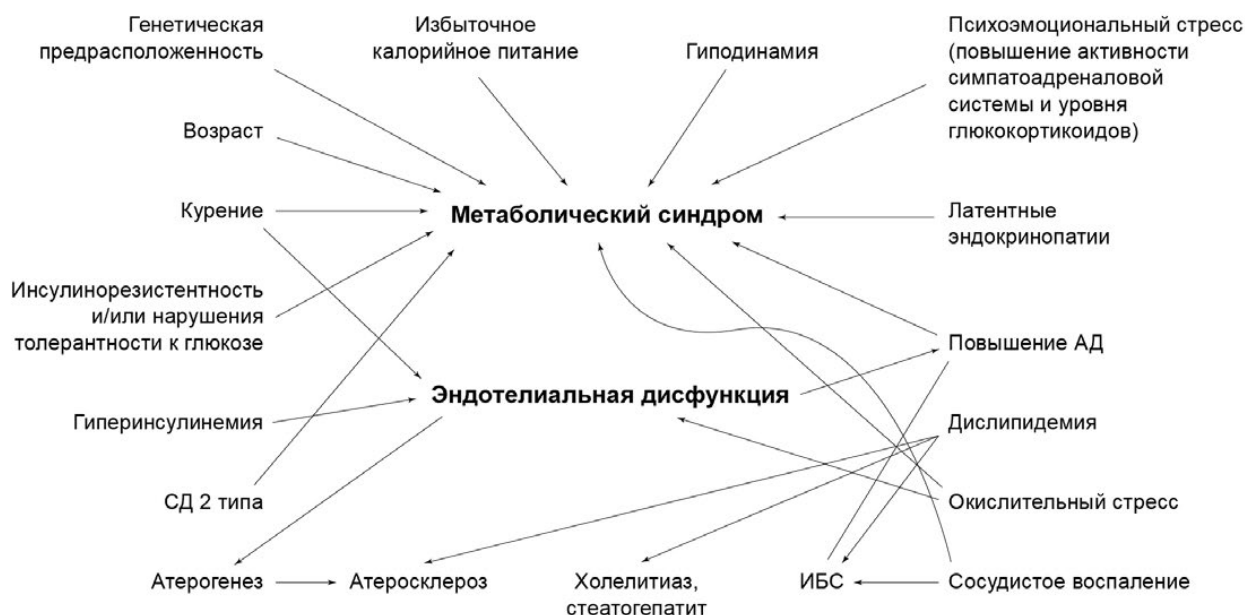 Генетическая
предрасположенность
Избыточное
калорийное питание
Гиподинамия
Психоэмоциональный стресс
(повышение активности
симпатоадреналовой
системы и уровня
глюкокортикоидов)
Возраст
Курение
Метаболический синдром
Латентные
эндокринопатии
Инсулинорезистентность
и/или нарушения
толерантности к глюкозе
Повышение АД
Эндотелиальная дисфункция
Гиперинсулинемия
Дислипидемия
СД 2 типа
Окислительный стресс
Атерогенез
Атеросклероз
Холелитиаз,
стеатогепатит
ИБС
Сосудистое воспаление